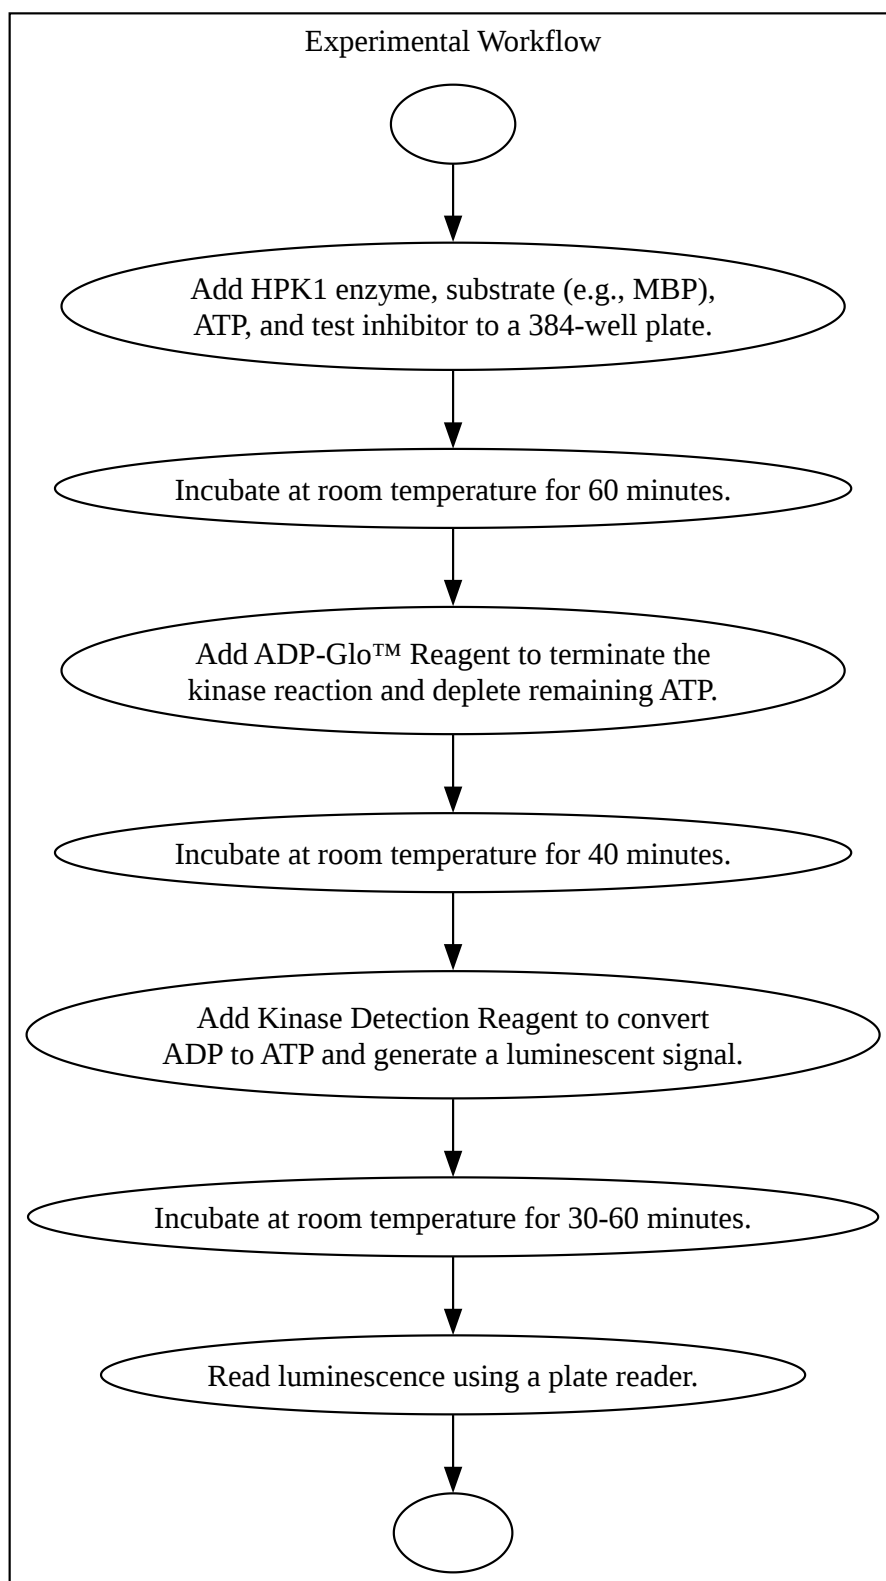 Experimental Workflow
Add HPK1 enzyme, substrate (e.g., MBP),
ATP, and test inhibitor to a 384-well plate.
Incubate at room temperature for 60 minutes.
Add ADP-Glo™ Reagent to terminate the
kinase reaction and deplete remaining ATP.
Incubate at room temperature for 40 minutes.
Add Kinase Detection Reagent to convert
ADP to ATP and generate a luminescent signal.
Incubate at room temperature for 30-60 minutes.
Read luminescence using a plate reader.